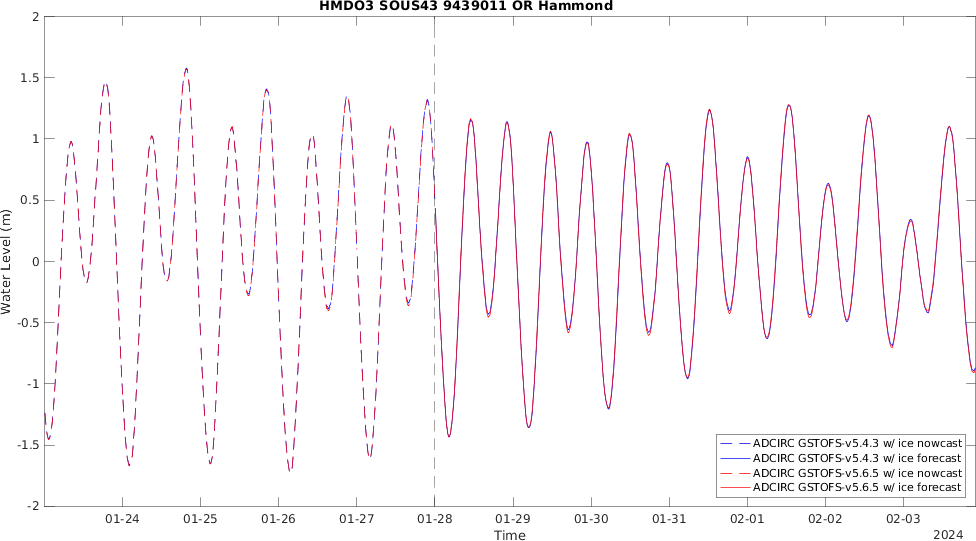 HMDO3 SOUS43 9439011 OR Hammond
2
1.5
1
0.5
0
-0.5
-1
-1.5
-2
Water Level (m)
01-24 01-25 01-26 01-27 01-28 01-29 01-30 01-31 02-01 02-02 02-03
Time
2024
ADCIRC GSTOFS-v5.4.3 w/ ice nowcast
ADCIRC GSTOFS-v5.4.3 w/ ice forecast
ADCIRC GSTOFS-v5.6.5 w/ ice nowcast
ADCIRC GSTOFS-v5.6.5 w/ ice forecast